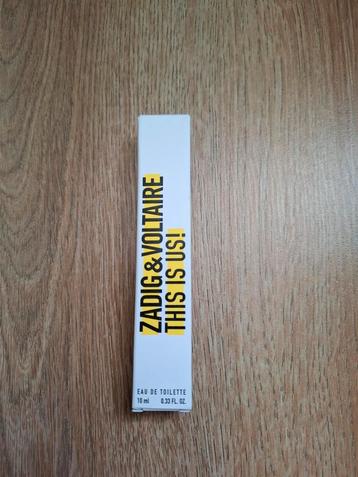 ZADIG&VOLTAIRE
THIS IS US!
EAU DE TOILETTE
10 ml 0.33 FL. OZ.